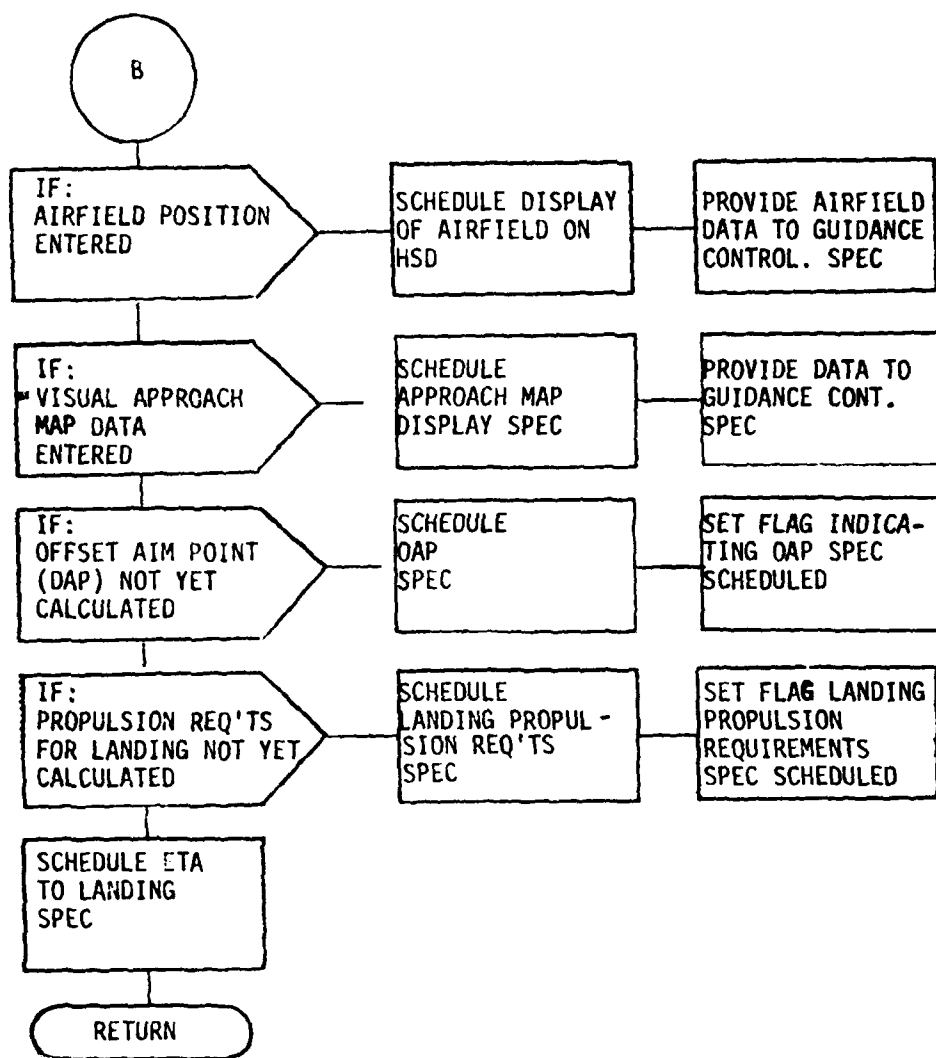 B
IF:
AIRFIELD POSITION
ENTERED
SCHEDULE DISPLAY
OF AIRFIELD ON
HSD
PROVIDE AIRFIELD
DATA TO GUIDANCE
CONTROL. SPEC
IF:
VISUAL APPROACH
MAP DATA
ENTERED
SCHEDULE
APPROACH MAP
DISPLAY SPEC
PROVIDE DATA TO
GUIDANCE CONT.
SPEC
IF:
OFFSET AIM POINT
(OAP) NOT YET
CALCULATED
SCHEDULE
OAP
SPEC
SET FLAG INDICA-
TING OAP SPEC
SCHEDULED
IF:
PROPULSION REQ'TS
FOR LANDING NOT YET
CALCULATED
SCHEDULE
LANDING PROPUL-
SION REQ'TS
SPEC
SET FLAG LANDING
PROPULSION
REQUIREMENTS
SPEC SCHEDULED
SCHEDULE ETA
TO LANDING
SPEC
RETURN